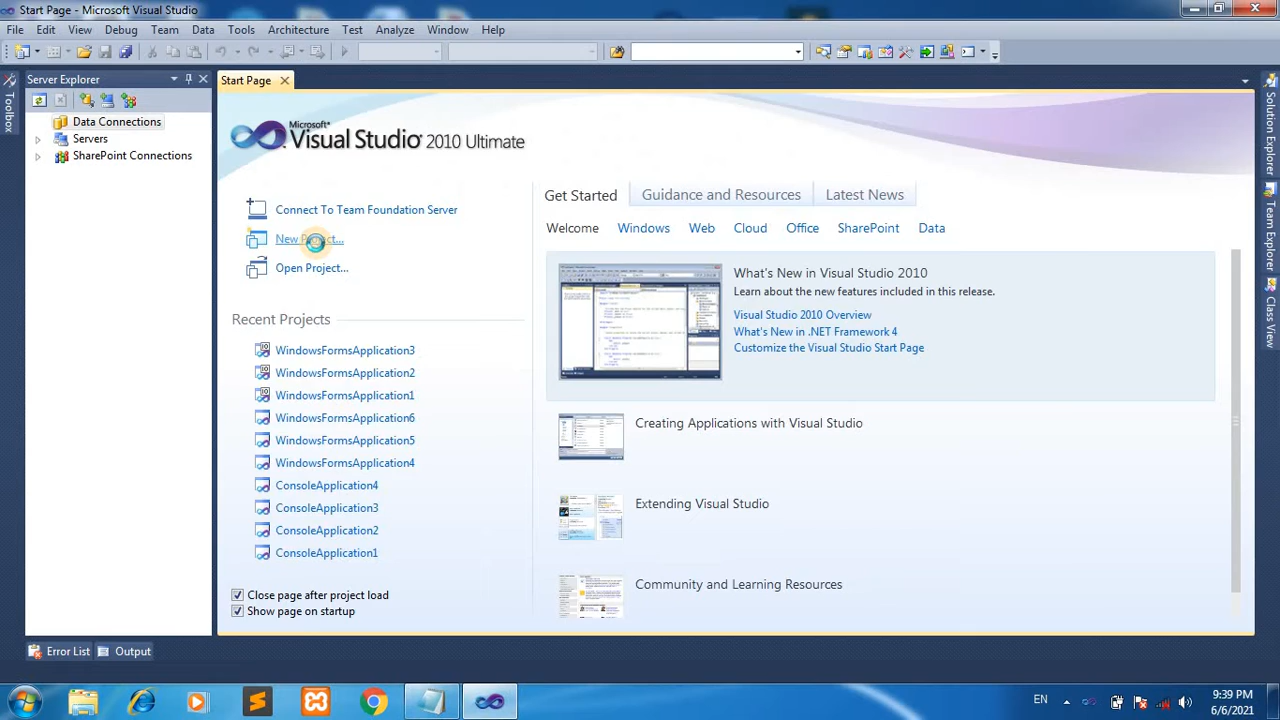 Start Page - Microsoft Visual Studio
File Edit View Debug Team Data Tools Architecture Test Analyze Window Help
Server Explorer
Data Connections
Servers
SharePoint Connections
Toolbox
Start Page
Microsoft®
Visual Studio® 2010 Ultimate
Connect To Team Foundation Server
New Project...
Open Project...
Recent Projects
WindowsFormsApplication3
WindowsFormsApplication2
WindowsFormsApplication1
WindowsFormsApplication6
WindowsFormsApplication5
WindowsFormsApplication4
ConsoleApplication4
ConsoleApplication3
ConsoleApplication2
ConsoleApplication1
Close page after project load
Show page on startup
Get Started Guidance and Resources Latest News
Welcome Windows Web Cloud Office SharePoint Data
What's New in Visual Studio 2010
Learn about the new features included in this release.
Visual Studio 2010 Overview
What's New in .NET Framework 4
Customize the Visual Studio Start Page
Creating Applications with Visual Studio
Extending Visual Studio
Community and Learning Resources
Solution Explorer
Team Explorer
Class View
Error List Output
EN
9:39 PM
6/6/2021